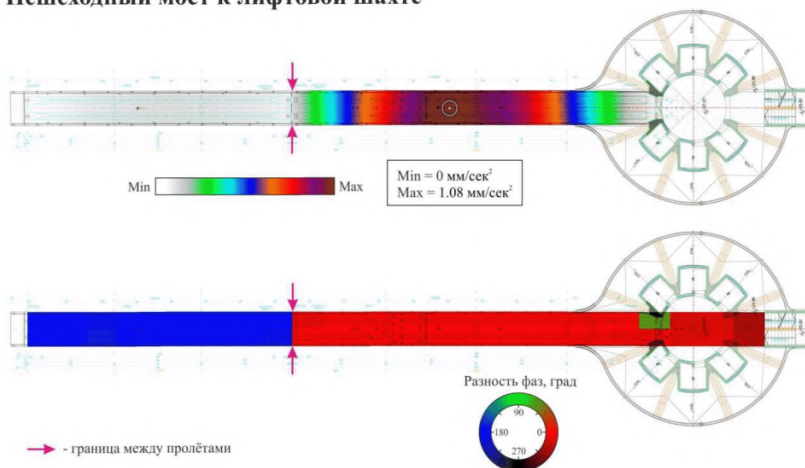 Пешеходный мост к лифтовой шахте
Min
Max
Min = 0 мм/сек²
Max = 1.08 мм/сек²
Разность фаз, град
90
180
0
270
- граница между пролётами